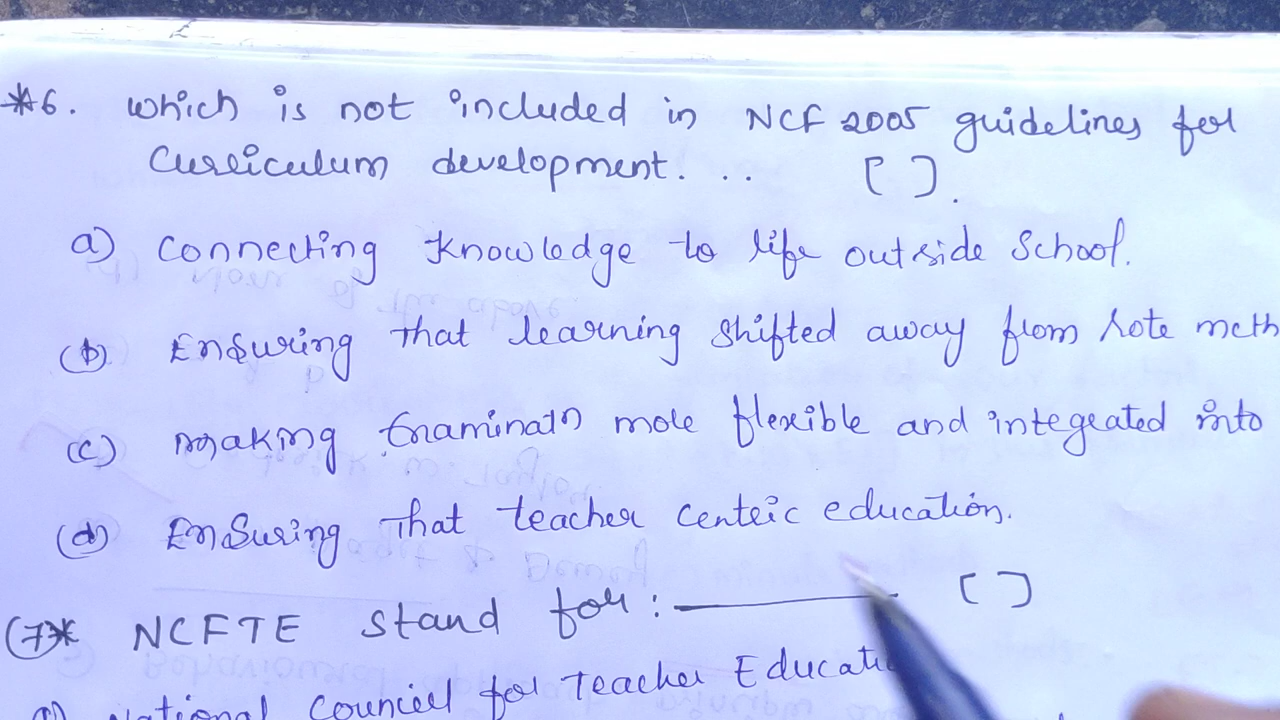 *6. Which is not included in NCF 2005 guidelines for
Curriculum development. .. [ ].
a) Connecting knowledge to life outside School.
(b) Ensuring that learning shifted away from rote meth
(c) Making Examinatn more flexible and integrated into
(d) Ensuring that teacher centric education.
(7)* NCFTE stand for : ________ [ ]
a) National Council for Teacher Educati